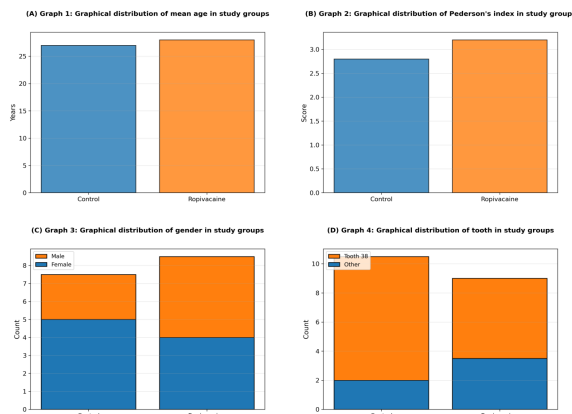 (A) Graph 1: Graphical distribution of mean age in study groups
25
20
15
10
5
0
Years
Control
Ropivacaine
(B) Graph 2: Graphical distribution of Pederson's index in study group
3.0
2.5
2.0
1.5
1.0
0.5
0.0
Score
Control
Ropivacaine
(C) Graph 3: Graphical distribution of gender in study groups
Male
Female
8
7
6
5
4
3
2
1
0
Count
(D) Graph 4: Graphical distribution of tooth in study groups
Tooth 38
Other
10
8
6
4
2
0
Count